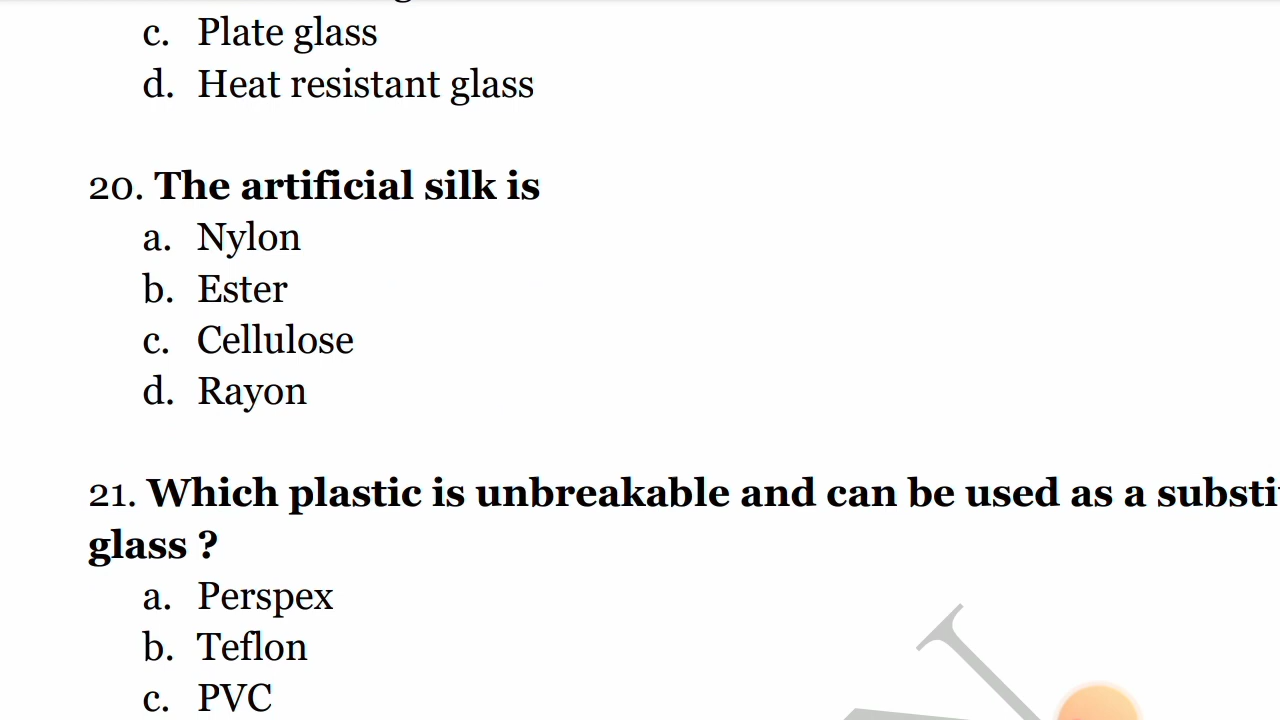 c. Plate glass
d. Heat resistant glass
20. The artificial silk is
a. Nylon
b. Ester
c. Cellulose
d. Rayon
21. Which plastic is unbreakable and can be used as a
glass ?
a. Perspex
b. Teflon
c. PVC